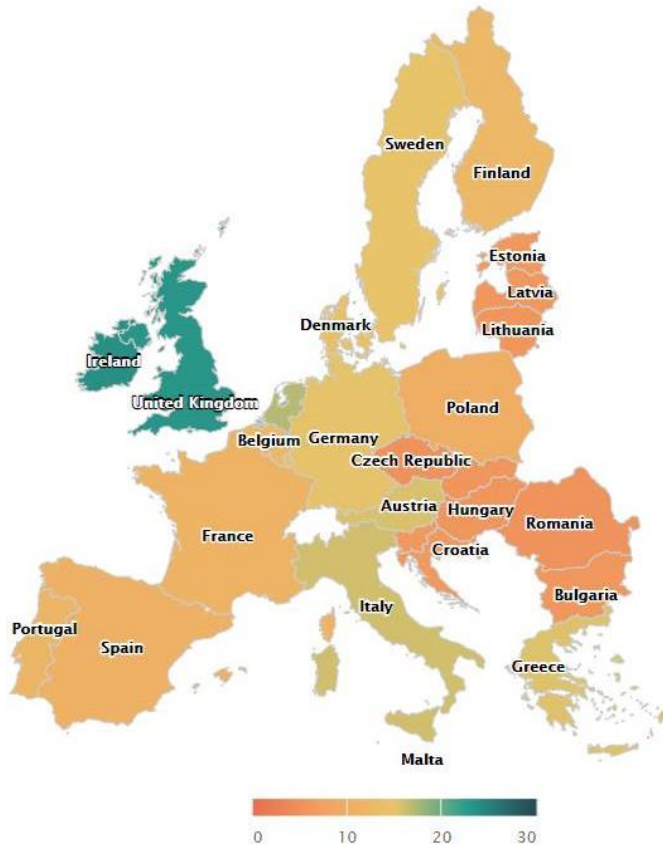 Sweden
Finland
Estonia
Latvia
Denmark
Lithuania
Ireland
United Kingdom
Poland
Belgium
Germany
Czech Republic
Austria
Hungary
France
Romania
Croatia
Bulgaria
Italy
Portugal
Spain
Greece
Malta
0 10 20 30